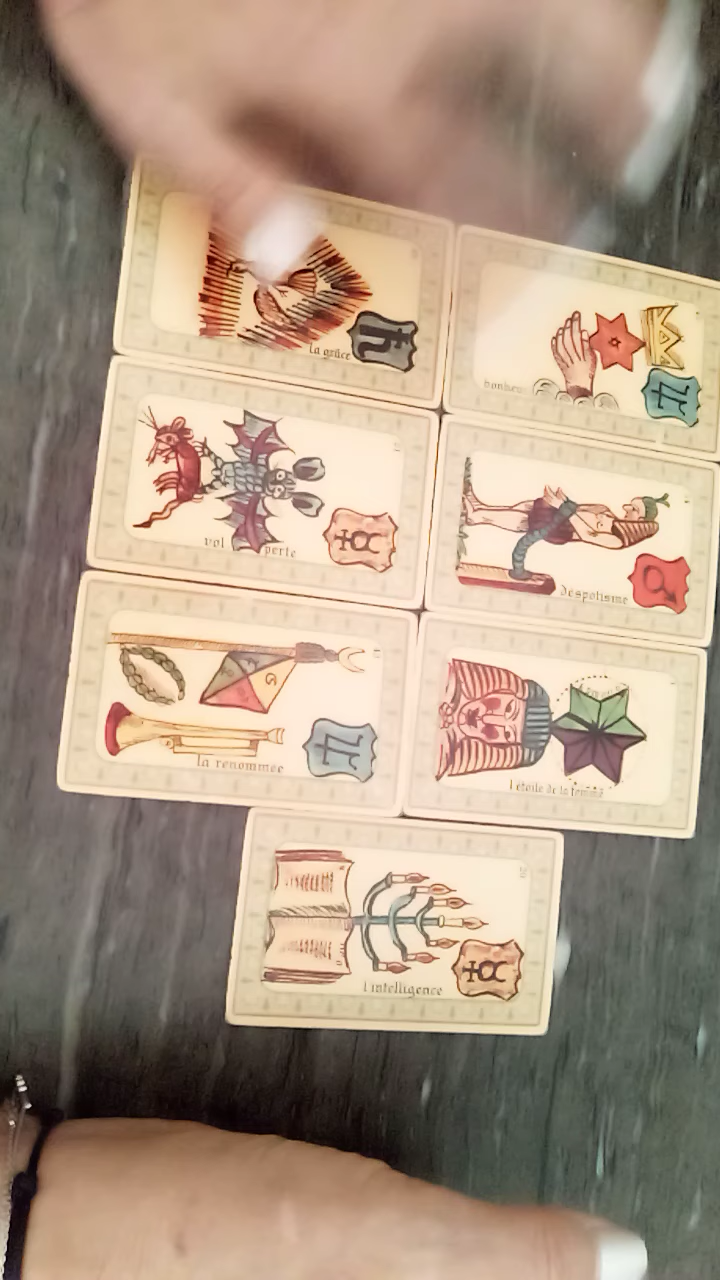 la grâce
bonheur
vol perte
despotisme
la renommée
l'étoile de la femme
l'intelligence